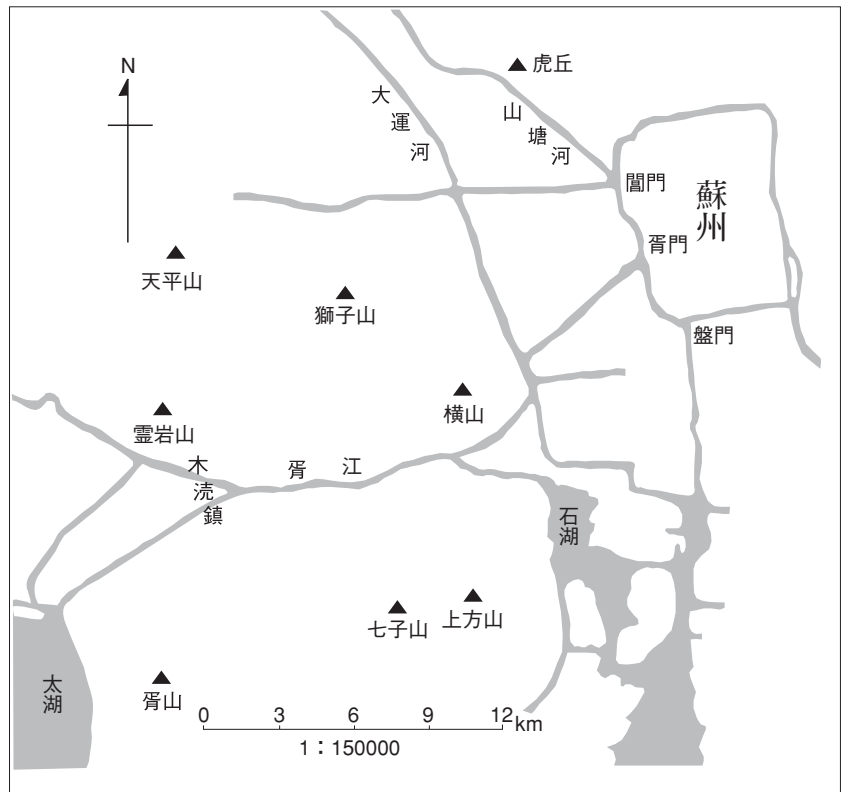 N
虎丘
大運河
山塘河
閶門
蘇州
胥門
天平山
獅子山
盤門
横山
霊岩山
木瀆鎮
胥江
石湖
七子山
上方山
太湖
胥山
0 3 6 9 12 km
1：150000